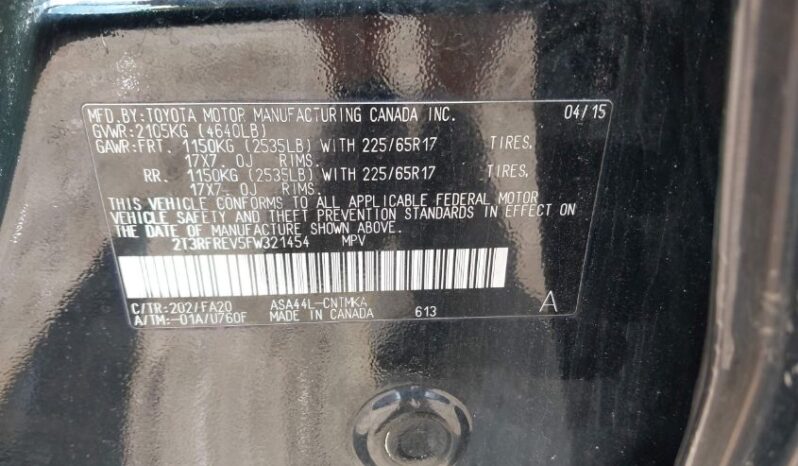 MFD.BY:TOYOTA MOTOR MANUFACTURING CANADA INC. 04/15
GVWR:2105KG (4640LB)
GAWR:FRT. 1150KG (2535LB) WITH 225/65R17 TIRES,
17X7.0J RIMS.
RR. 1150KG (2535LB) WITH 225/65R17 TIRES,
17X7.0J RIMS.
THIS VEHICLE CONFORMS TO ALL APPLICABLE FEDERAL MOTOR
VEHICLE SAFETY AND THEFT PREVENTION STANDARDS IN EFFECT ON
THE DATE OF MANUFACTURE SHOWN ABOVE.
2T3RFREV5FW321454 MPV
C/TR:202/FA20 ASA44L-CNTMKA A
A/TM:-01A/U760F MADE IN CANADA 613